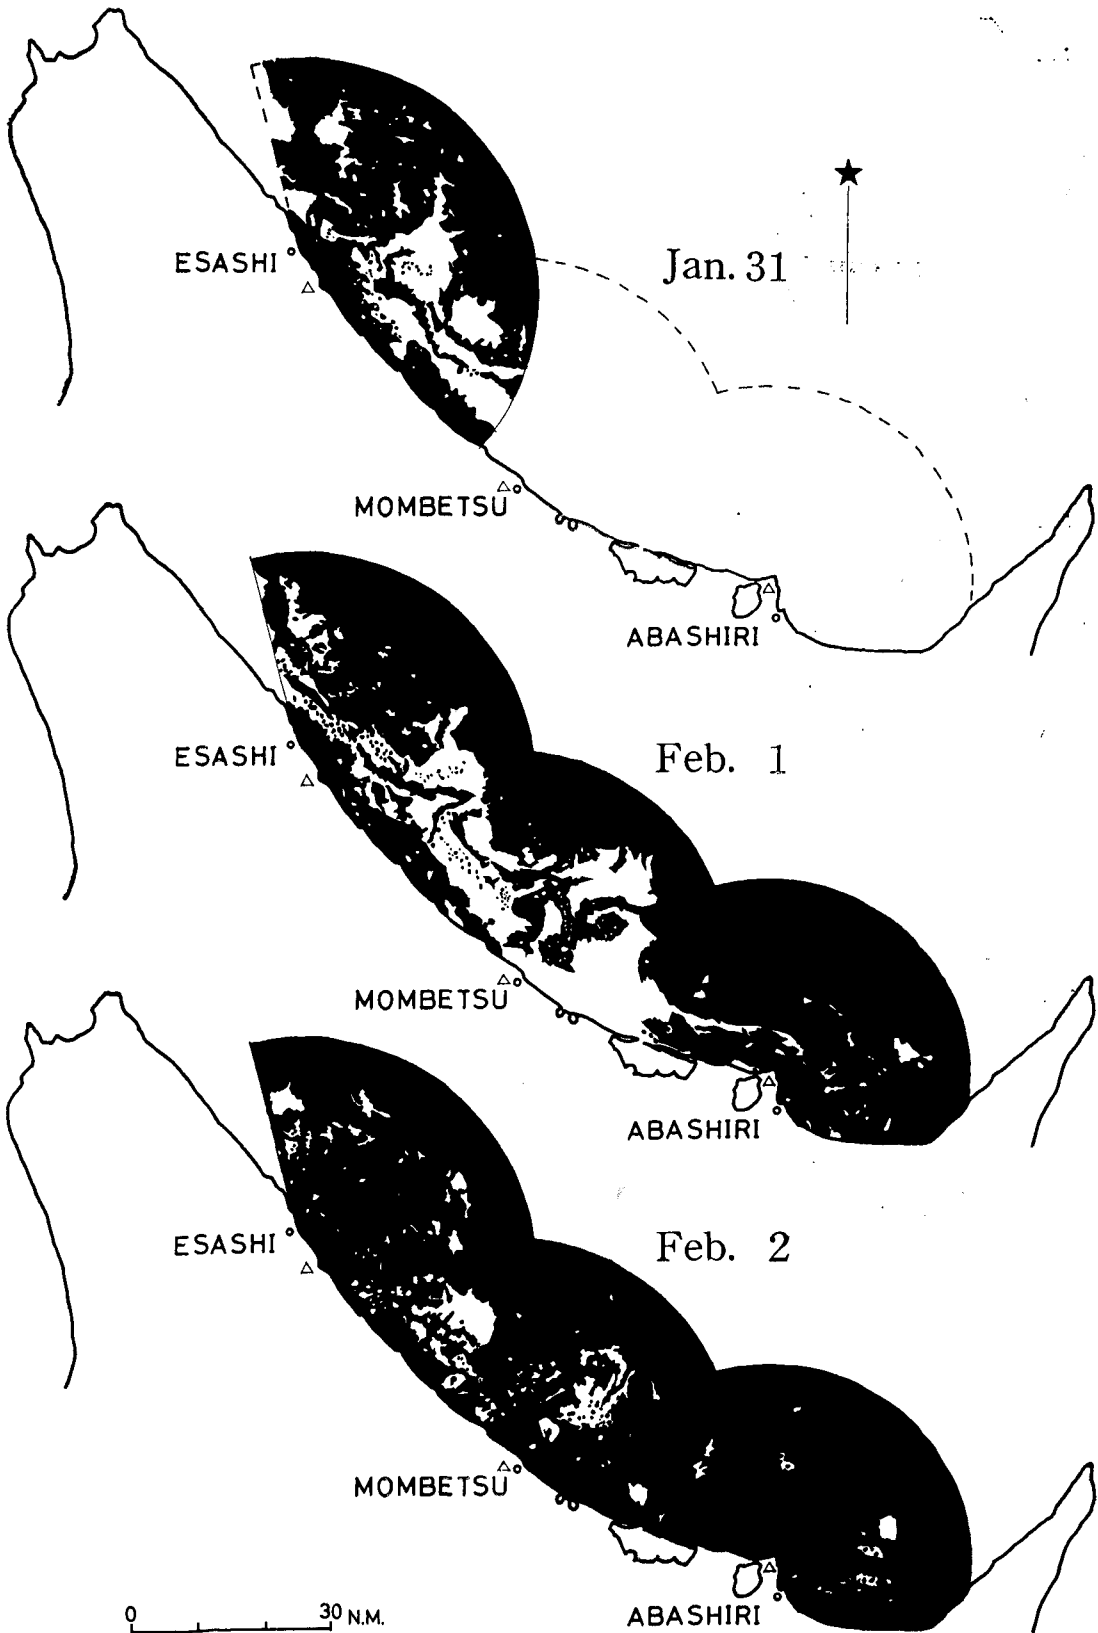 ESASHI
Jan. 31
MOMBETSU
ABASHIRI
ESASHI
Feb. 1
MOMBETSU
ABASHIRI
ESASHI
Feb. 2
MOMBETSU
ABASHIRI
0 30 N.M.